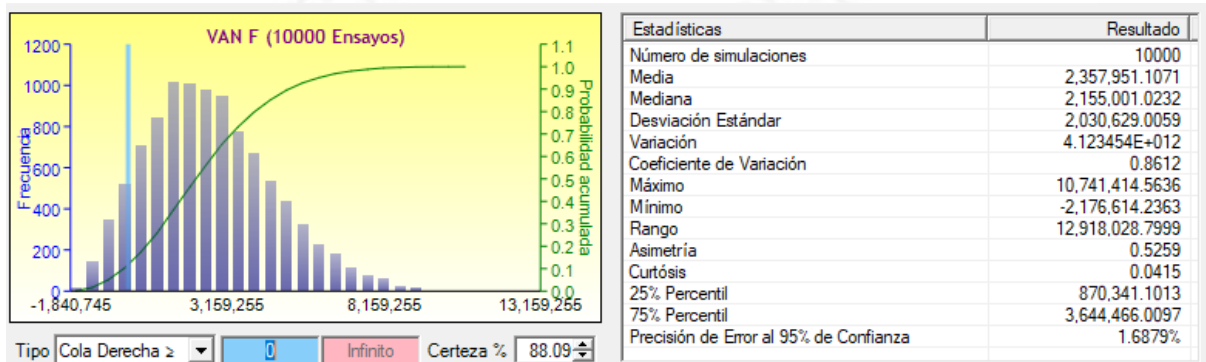 VAN F (10000 Ensayos)
1200
1000
800
600
400
200
0
Frecuencia
1.1
1.0
0.9
0.8
0.7
0.6
0.5
0.4
0.3
0.2
0.1
0.0
Probabilidad acumulada
-1,840,745 3,159,255 8,159,255 13,159,255
Tipo Cola Derecha ≥ 0 Infinito Certeza % 88.09
Estadísticas Resultado
Número de simulaciones 10000
Media 2,357,951.1071
Mediana 2,155,001.0232
Desviación Estándar 2,030,629.0059
Variación 4.123454E+012
Coeficiente de Variación 0.8612
Máximo 10,741,414.5636
Mínimo -2,176,614.2363
Rango 12,918,028.7999
Asimetría 0.5259
Curtósis 0.0415
25% Percentil 870,341.1013
75% Percentil 3,644,466.0097
Precisión de Error al 95% de Confianza 1.6879%